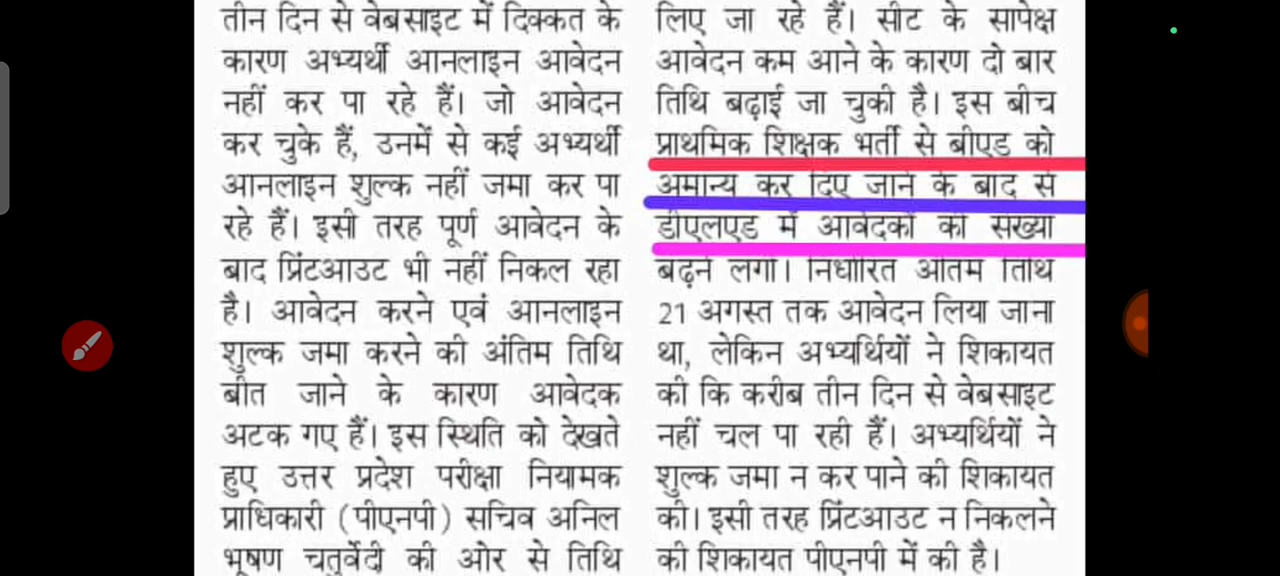 तीन दिन से वेबसाइट में दिक्कत के
कारण अभ्यर्थी आनलाइन आवेदन
नहीं कर पा रहे हैं। जो आवेदन
कर चुके हैं, उनमें से कई अभ्यर्थी
आनलाइन शुल्क नहीं जमा कर पा
रहे हैं। इसी तरह पूर्ण आवेदन के
बाद प्रिंटआउट भी नहीं निकल रहा
है। आवेदन करने एवं आनलाइन
शुल्क जमा करने की अंतिम तिथि
बीत जाने के कारण आवेदक
अटक गए हैं। इस स्थिति को देखते
हुए उत्तर प्रदेश परीक्षा नियामक
प्राधिकारी (पीएनपी) सचिव अनिल
भूषण चतुर्वेदी की ओर से तिथि
लिए जा रहे हैं। सीट के सापेक्ष
आवेदन कम आने के कारण दो बार
तिथि बढ़ाई जा चुकी है। इस बीच
प्राथमिक शिक्षक भर्ती से बीएड को
अमान्य कर दिए जाने के बाद से
डीएलएड में आवेदकों की संख्या
बढ़ने लगी। निर्धारित अंतिम तिथि
21 अगस्त तक आवेदन लिया जाना
था, लेकिन अभ्यर्थियों ने शिकायत
की कि करीब तीन दिन से वेबसाइट
नहीं चल पा रही हैं। अभ्यर्थियों ने
शुल्क जमा न कर पाने की शिकायत
की। इसी तरह प्रिंटआउट न निकलने
की शिकायत पीएनपी में की है।